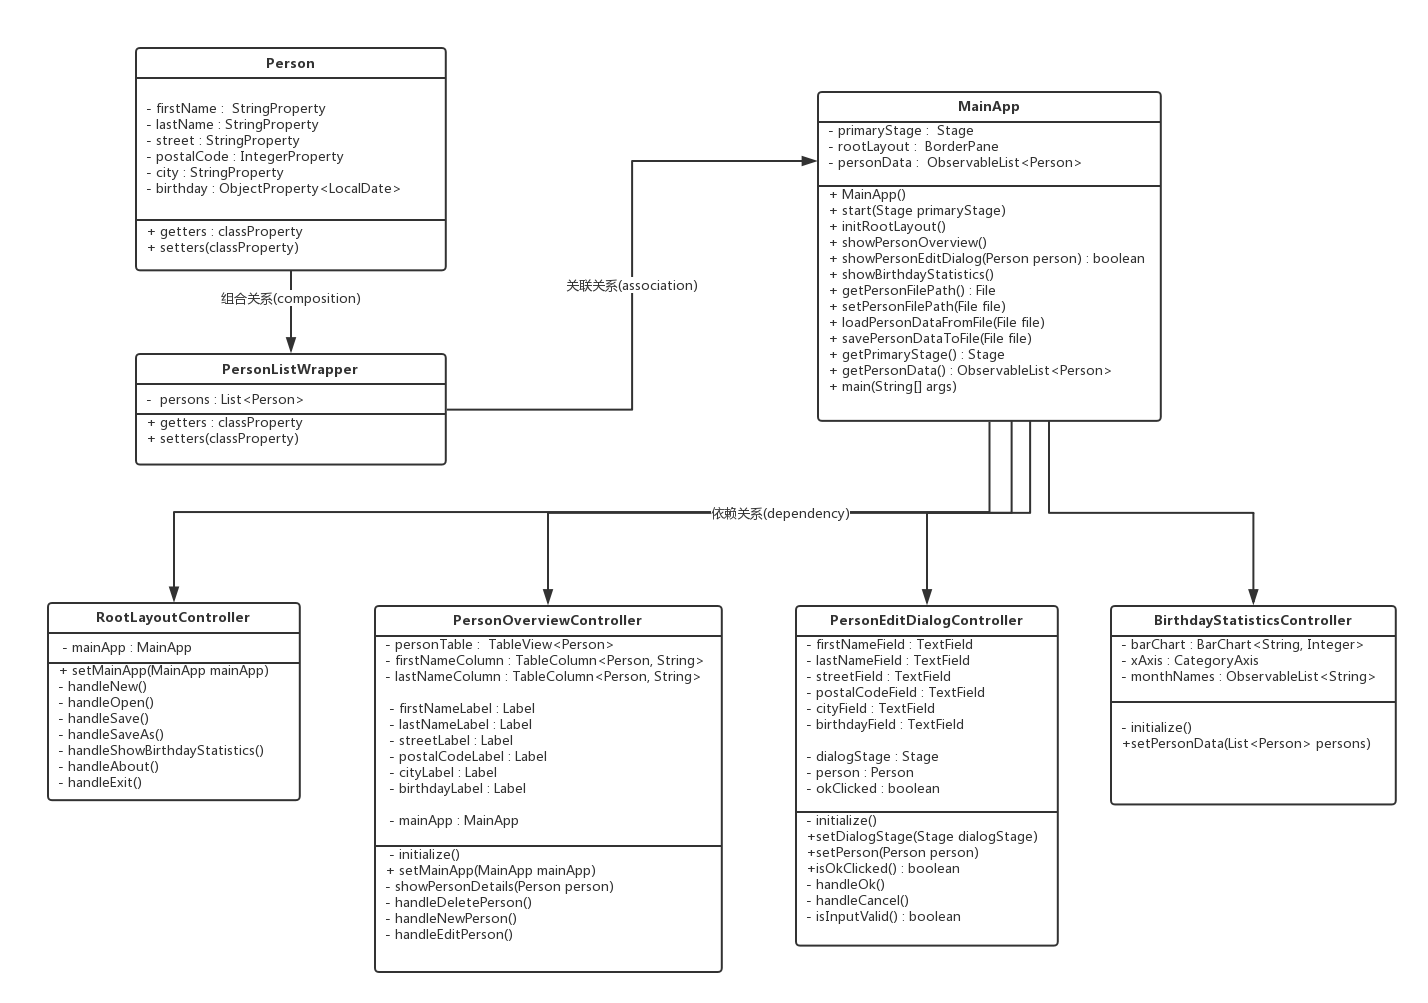 Person
- firstName :  StringProperty
- lastName : StringProperty
- street : StringProperty
- postalCode : IntegerProperty
- city : StringProperty
- birthday : ObjectProperty<LocalDate>
+ getters : classProperty
+ setters(classProperty)
组合关系(composition)
PersonListWrapper
-  persons : List<Person>
+ getters : classProperty
+ setters(classProperty)
关联关系(association)
MainApp
- primaryStage :  Stage
- rootLayout :  BorderPane
- personData :  ObservableList<Person>
+ MainApp()
+ start(Stage primaryStage)
+ initRootLayout()
+ showPersonOverview()
+ showPersonEditDialog(Person person) : boolean
+ showBirthdayStatistics()
+ getPersonFilePath() : File
+ setPersonFilePath(File file)
+ loadPersonDataFromFile(File file)
+ savePersonDataToFile(File file)
+ getPrimaryStage() : Stage
+ getPersonData() : ObservableList<Person>
+ main(String[] args)
依赖关系(dependency)
RootLayoutController
- mainApp : MainApp
+ setMainApp(MainApp mainApp)
- handleNew()
- handleOpen()
- handleSave()
- handleSaveAs()
- handleShowBirthdayStatistics()
- handleAbout()
- handleExit()
PersonOverviewController
- personTable :  TableView<Person>
- firstNameColumn : TableColumn<Person, String>
- lastNameColumn : TableColumn<Person, String>
- firstNameLabel : Label
- lastNameLabel : Label
- streetLabel : Label
- postalCodeLabel : Label
- cityLabel : Label
- birthdayLabel : Label
- mainApp : MainApp
- initialize()
+ setMainApp(MainApp mainApp)
- showPersonDetails(Person person)
- handleDeletePerson()
- handleNewPerson()
- handleEditPerson()
PersonEditDialogController
- firstNameField : TextField
- lastNameField : TextField
- streetField : TextField
- postalCodeField : TextField
- cityField : TextField
- birthdayField : TextField
- dialogStage : Stage
- person : Person
- okClicked : boolean
- initialize()
+setDialogStage(Stage dialogStage)
+setPerson(Person person)
+isOkClicked() : boolean
- handleOk()
- handleCancel()
- isInputValid() : boolean
BirthdayStatisticsController
- barChart : BarChart<String, Integer>
- xAxis : CategoryAxis
- monthNames : ObservableList<String>
- initialize()
+setPersonData(List<Person> persons)